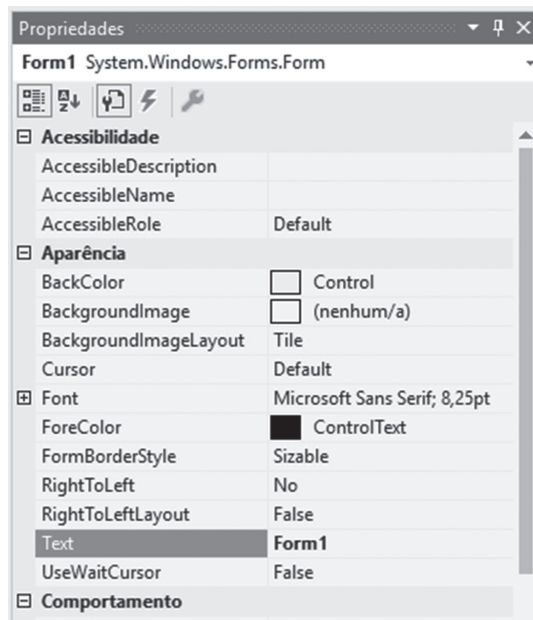 Propriedades
Form1 System.Windows.Forms.Form
Acessibilidade
AccessibleDescription
AccessibleName
AccessibleRole Default
Aparência
BackColor Control
BackgroundImage (nenhum/a)
BackgroundImageLayout Tile
Cursor Default
Font Microsoft Sans Serif; 8,25pt
ForeColor ControlText
FormBorderStyle Sizable
RightToLeft No
RightToLeftLayout False
Text Form1
UseWaitCursor False
Comportamento